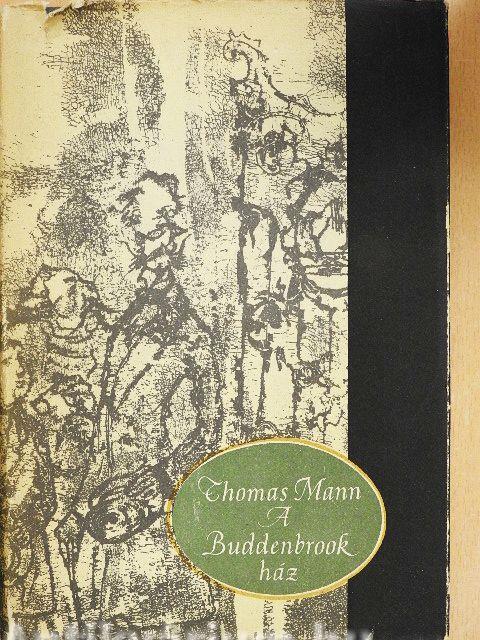 Thomas Mann
A
Buddenbrook
ház